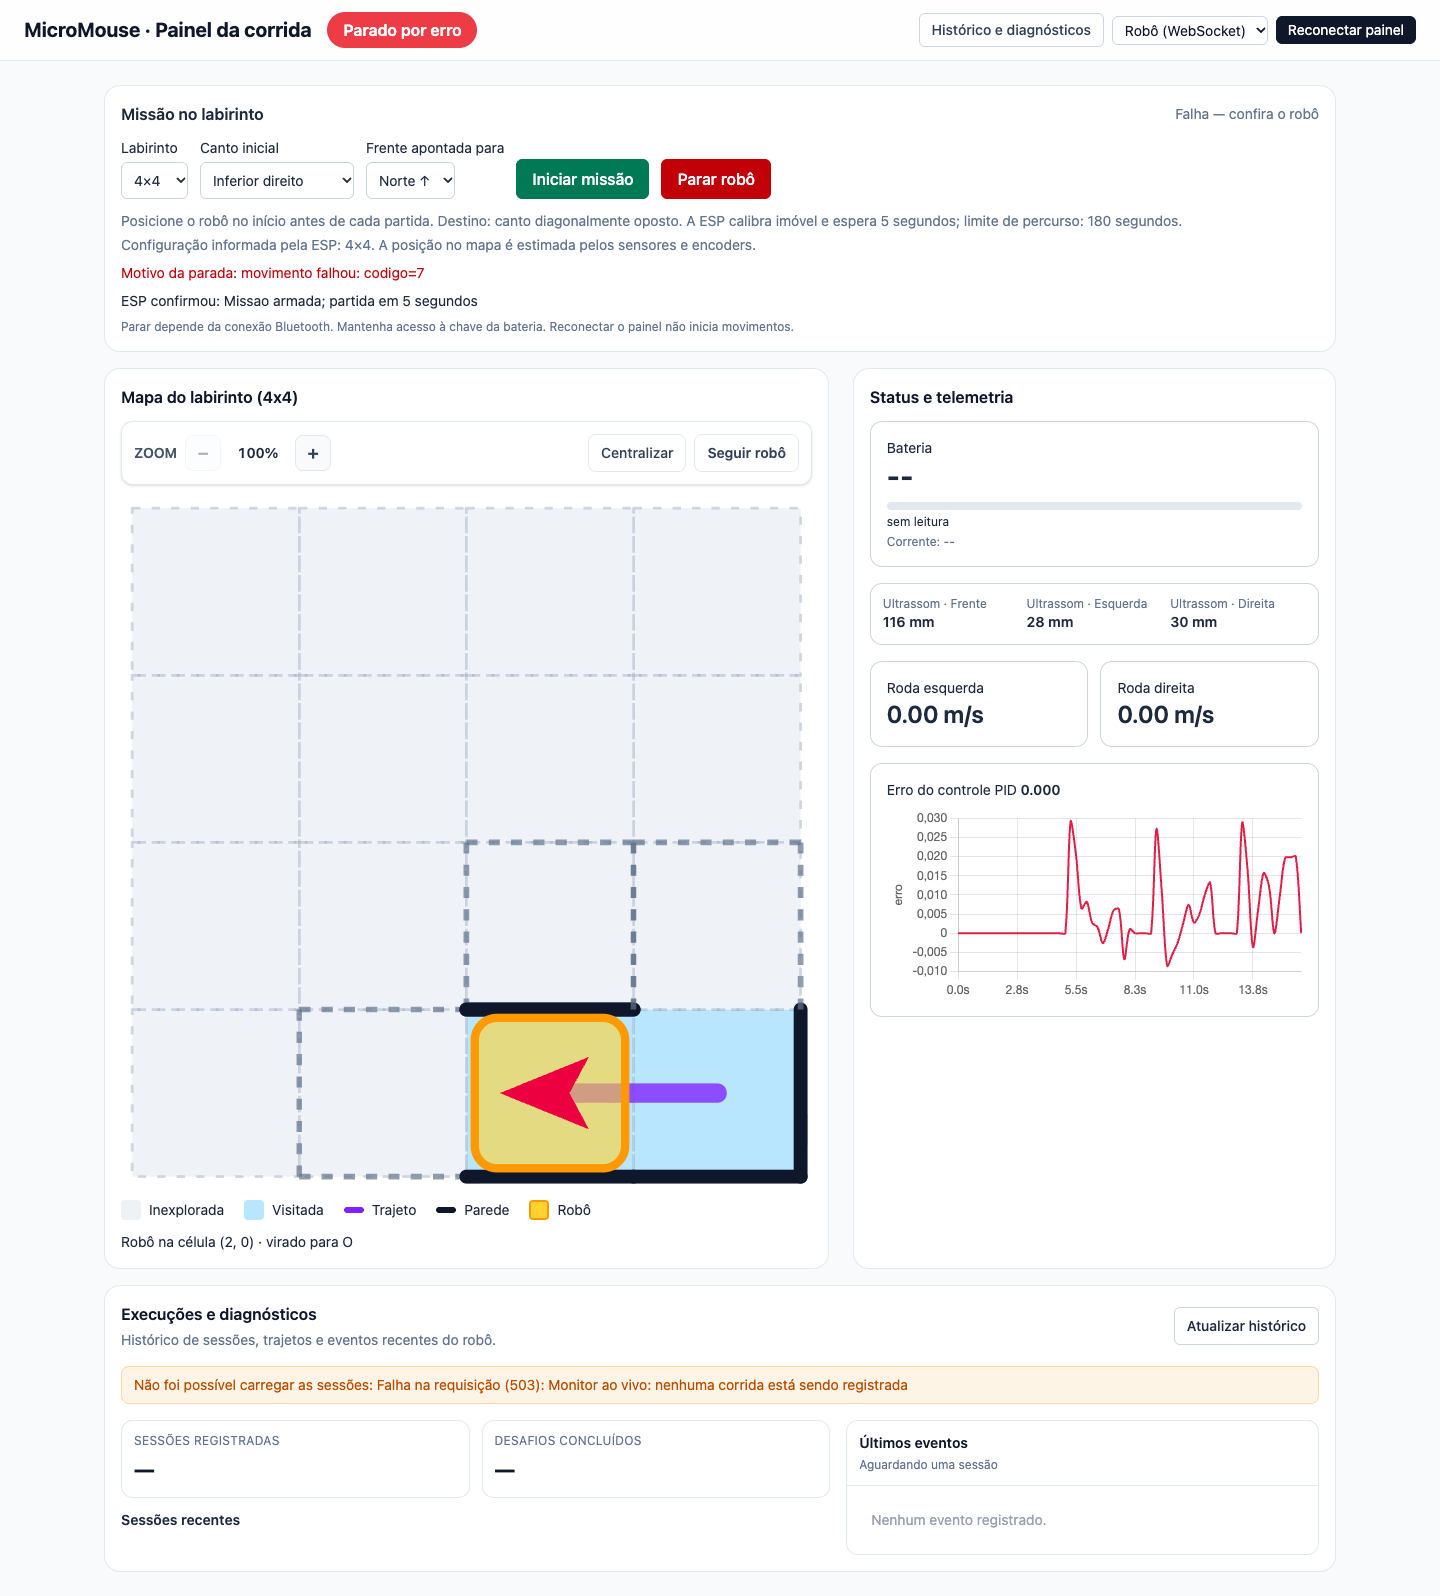 MicroMouse · Painel da corrida
Parado por erro
Histórico e diagnósticos
Robô (WebSocket)
Reconectar painel
Missão no labirinto
Falha — confira o robô
Labirinto
Canto inicial
Frente apontada para
4×4
Inferior direito
Norte ↑
Iniciar missão
Parar robô
Posicione o robô no início antes de cada partida. Destino: canto diagonalmente oposto. A ESP calibra imóvel e espera 5 segundos; limite de percurso: 180 segundos.
Configuração informada pela ESP: 4×4. A posição no mapa é estimada pelos sensores e encoders.
Motivo da parada: movimento falhou: codigo=7
ESP confirmou: Missao armada; partida em 5 segundos
Parar depende da conexão Bluetooth. Mantenha acesso à chave da bateria. Reconectar o painel não inicia movimentos.
Mapa do labirinto (4x4)
ZOOM
−
100%
+
Centralizar
Seguir robô
Inexplorada
Visitada
Trajeto
Parede
Robô
Robô na célula (2, 0) · virado para O
Status e telemetria
Bateria
--
sem leitura
Corrente: --
Ultrassom · Frente
116 mm
Ultrassom · Esquerda
28 mm
Ultrassom · Direita
30 mm
Roda esquerda
0.00 m/s
Roda direita
0.00 m/s
Erro do controle PID 0.000
erro
0,030
0,025
0,020
0,015
0,010
0,005
0
-0,005
-0,010
0.0s
2.8s
5.5s
8.3s
11.0s
13.8s
Execuções e diagnósticos
Histórico de sessões, trajetos e eventos recentes do robô.
Atualizar histórico
Não foi possível carregar as sessões: Falha na requisição (503): Monitor ao vivo: nenhuma corrida está sendo registrada
SESSÕES REGISTRADAS
—
DESAFIOS CONCLUÍDOS
—
Sessões recentes
Últimos eventos
Aguardando uma sessão
Nenhum evento registrado.